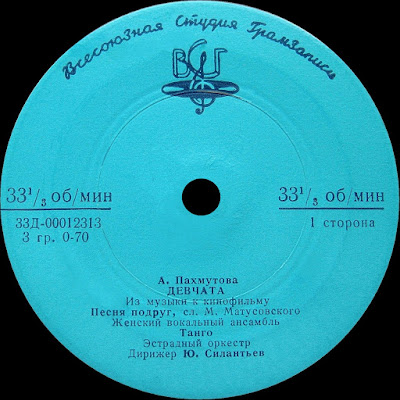 Всесоюзная Студия Грамзаписи
ВСГ
33 1/3 об/мин
33 1/3 об/мин
33Д-00012313
3 гр. 0-70
1 сторона
А. Пахмутова
ДЕВЧАТА
Из музыки к кинофильму
Песня подруг, сл. М. Матусовского
Женский вокальный ансамбль
Танго
Эстрадный оркестр
Дирижер Ю. Силантьев